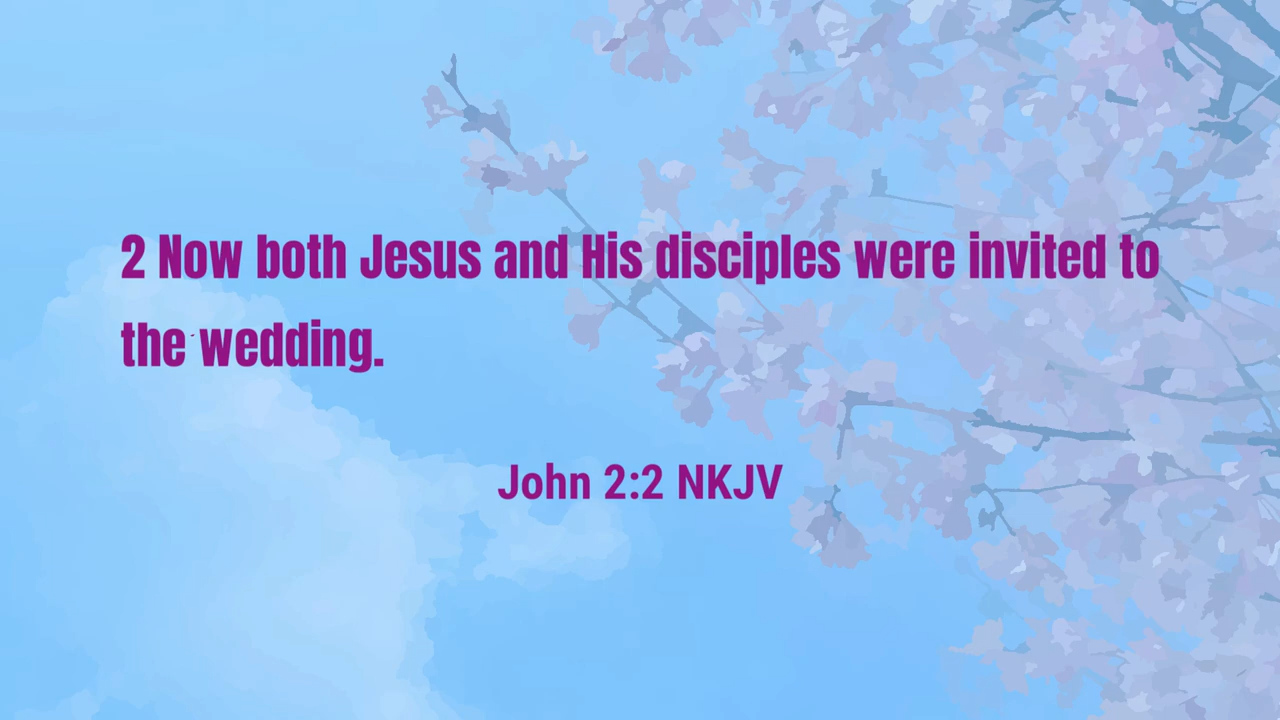 2 Now both Jesus and His disciples were invited to
the wedding.
John 2:2 NKJV